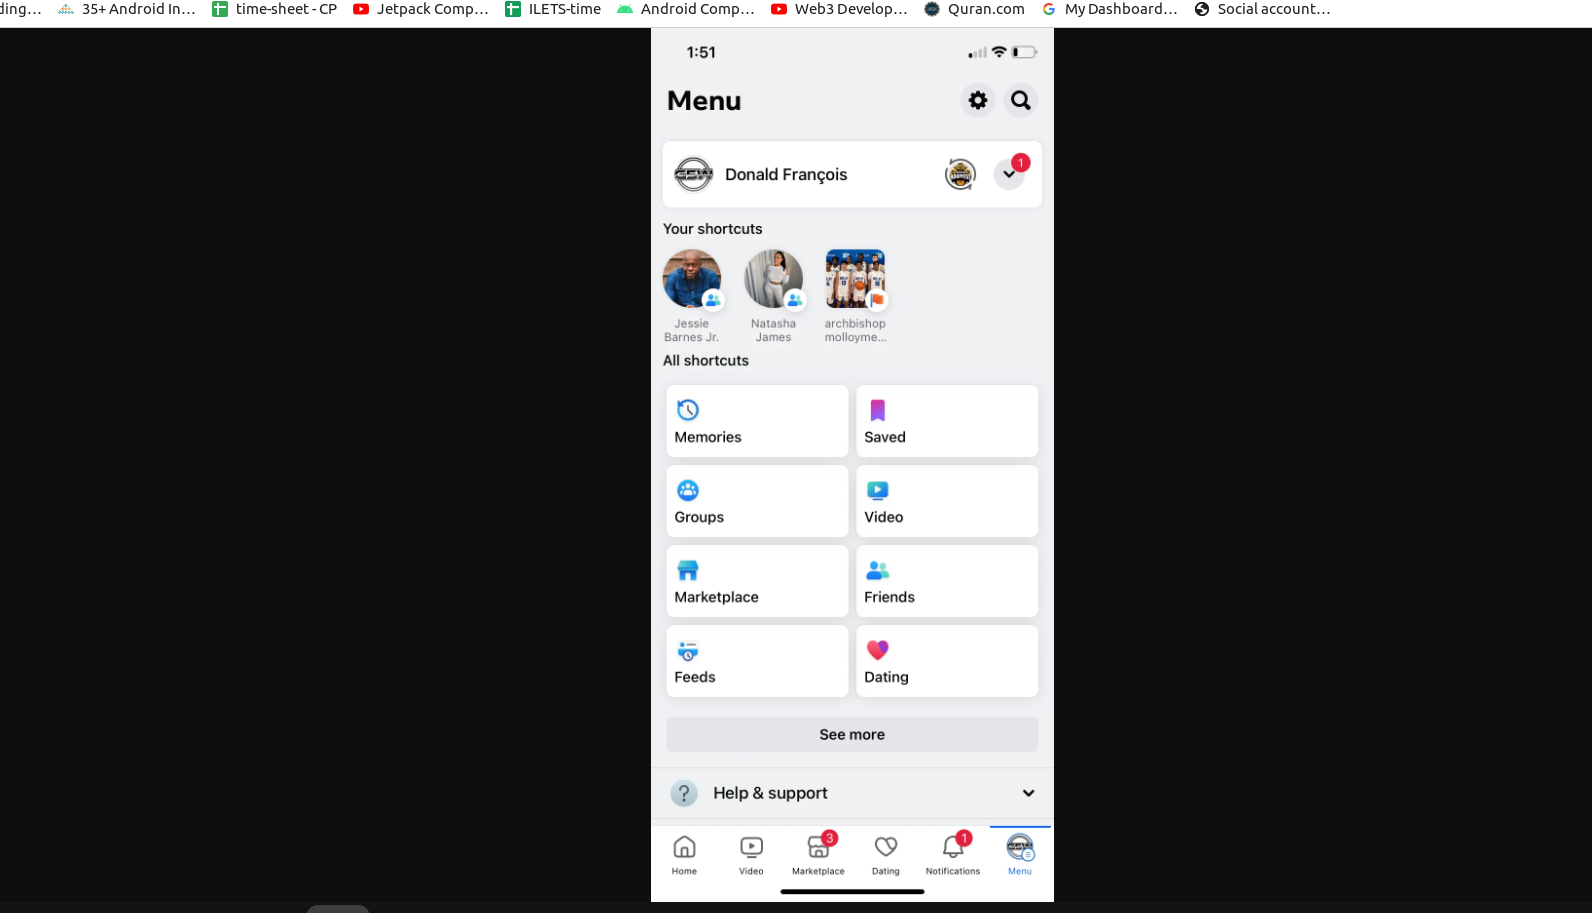 ding... 35+ Android In... time-sheet - CP Jetpack Comp... ILETS-time Android Comp... Web3 Develop... Quran.com My Dashboard... Social account...
1:51
Menu
GSW Donald François 1
Your shortcuts
Jessie Barnes Jr.
Natasha James
archbishop molloyme...
All shortcuts
Memories Saved
Groups Video
Marketplace Friends
Feeds Dating
See more
? Help & support
3 1
Home Video Marketplace Dating Notifications Menu